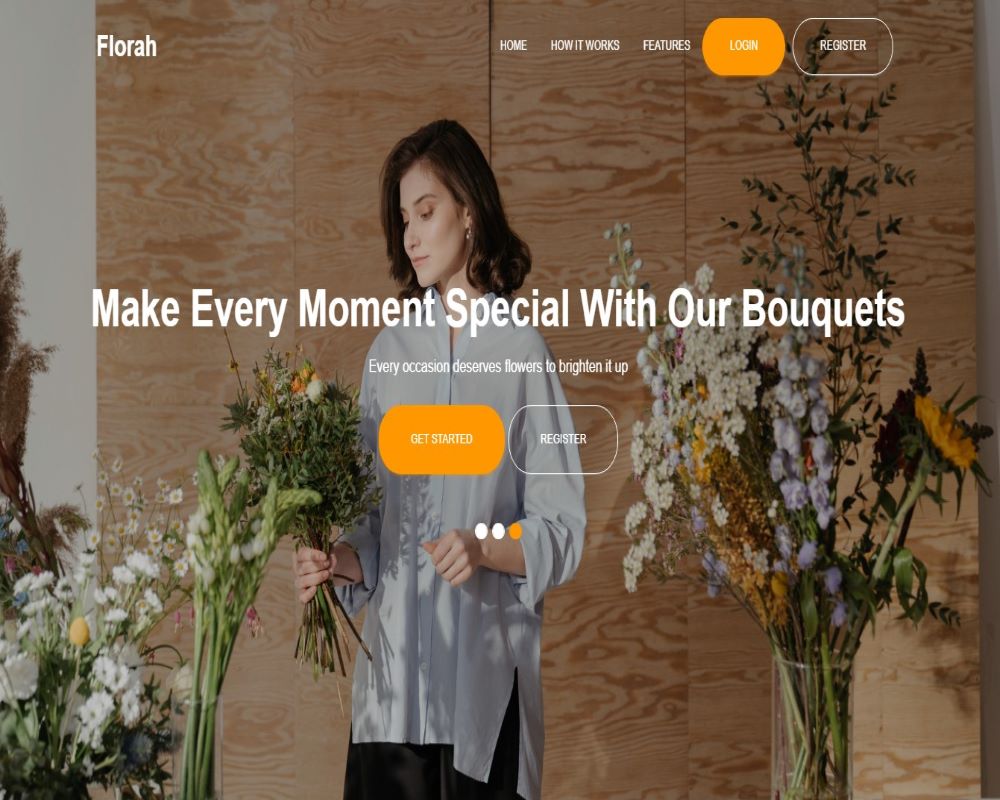 Florah
HOME HOW IT WORKS FEATURES LOGIN REGISTER
Make Every Moment Special With Our Bouquets
Every occasion deserves flowers to brighten it up
GET STARTED REGISTER